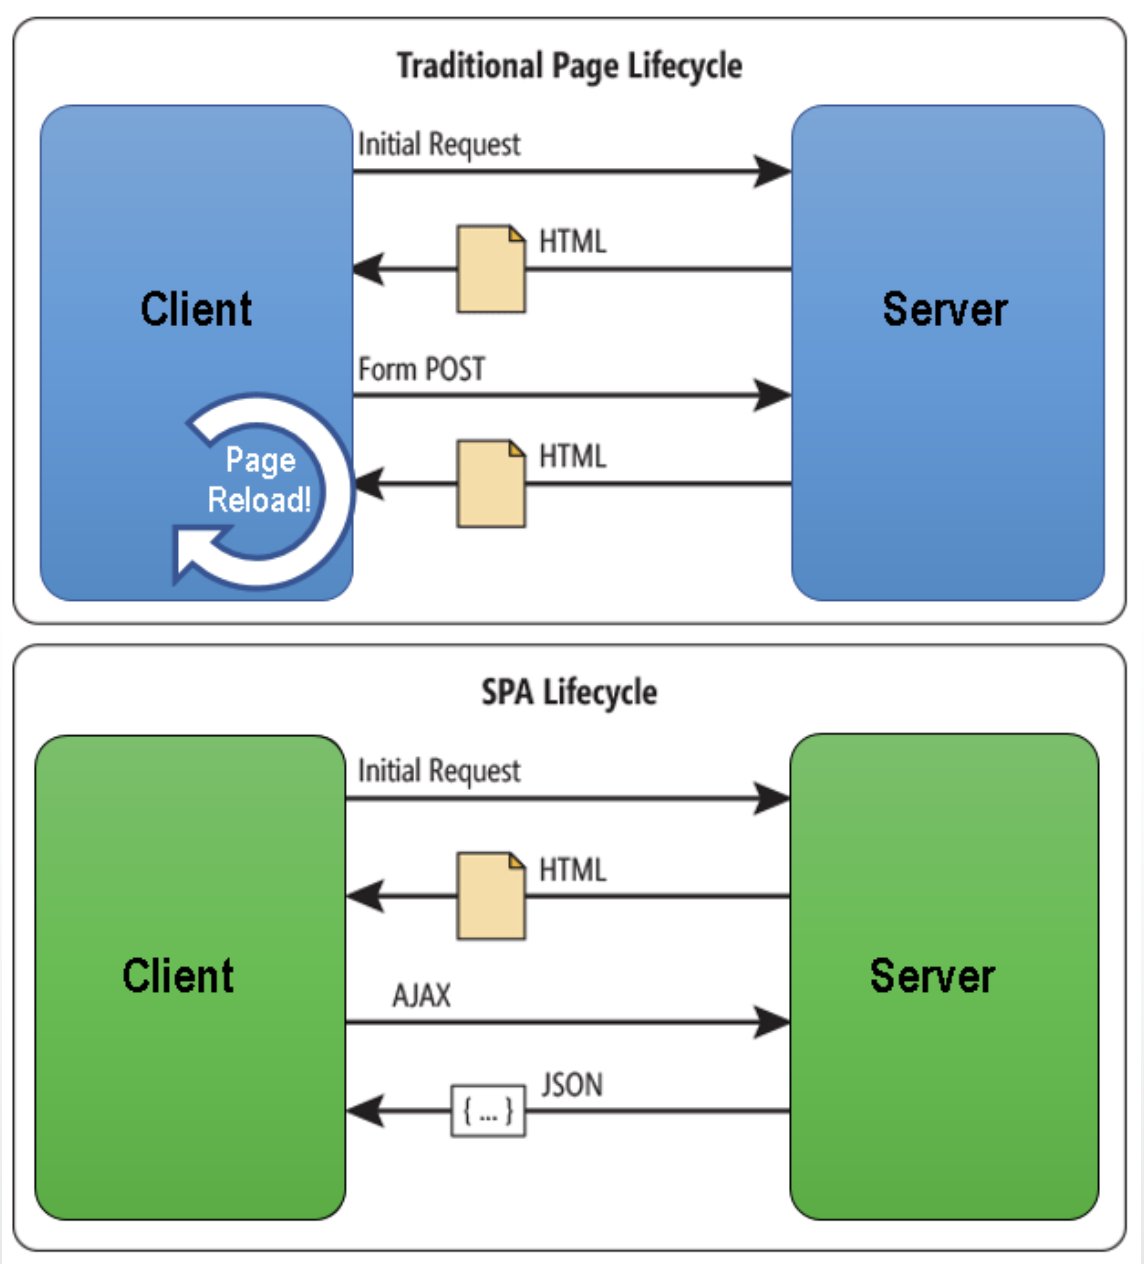 Traditional Page Lifecycle
Initial Request
HTML
Client
Server
Form POST
HTML
Page
Reload!
SPA Lifecycle
Initial Request
HTML
Client
Server
AJAX
JSON
{ ... }